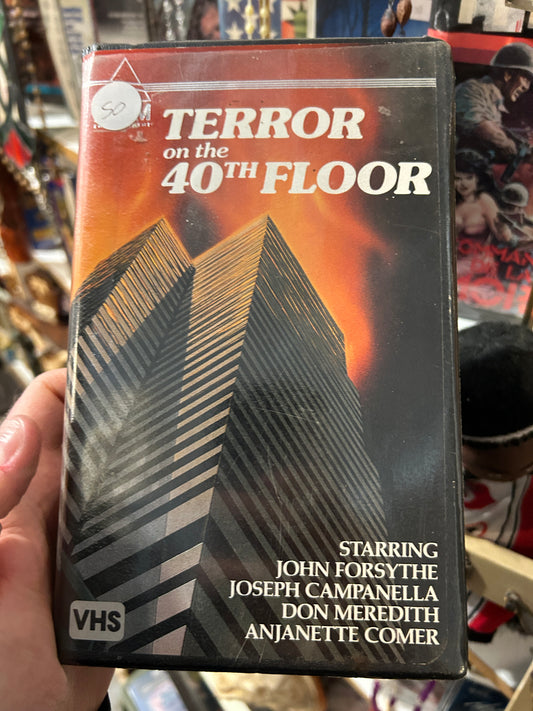 50
M
TERROR
on the
40TH FLOOR
STARRING
JOHN FORSYTHE
JOSEPH CAMPANELLA
DON MEREDITH
ANJANETTE COMER
VHS